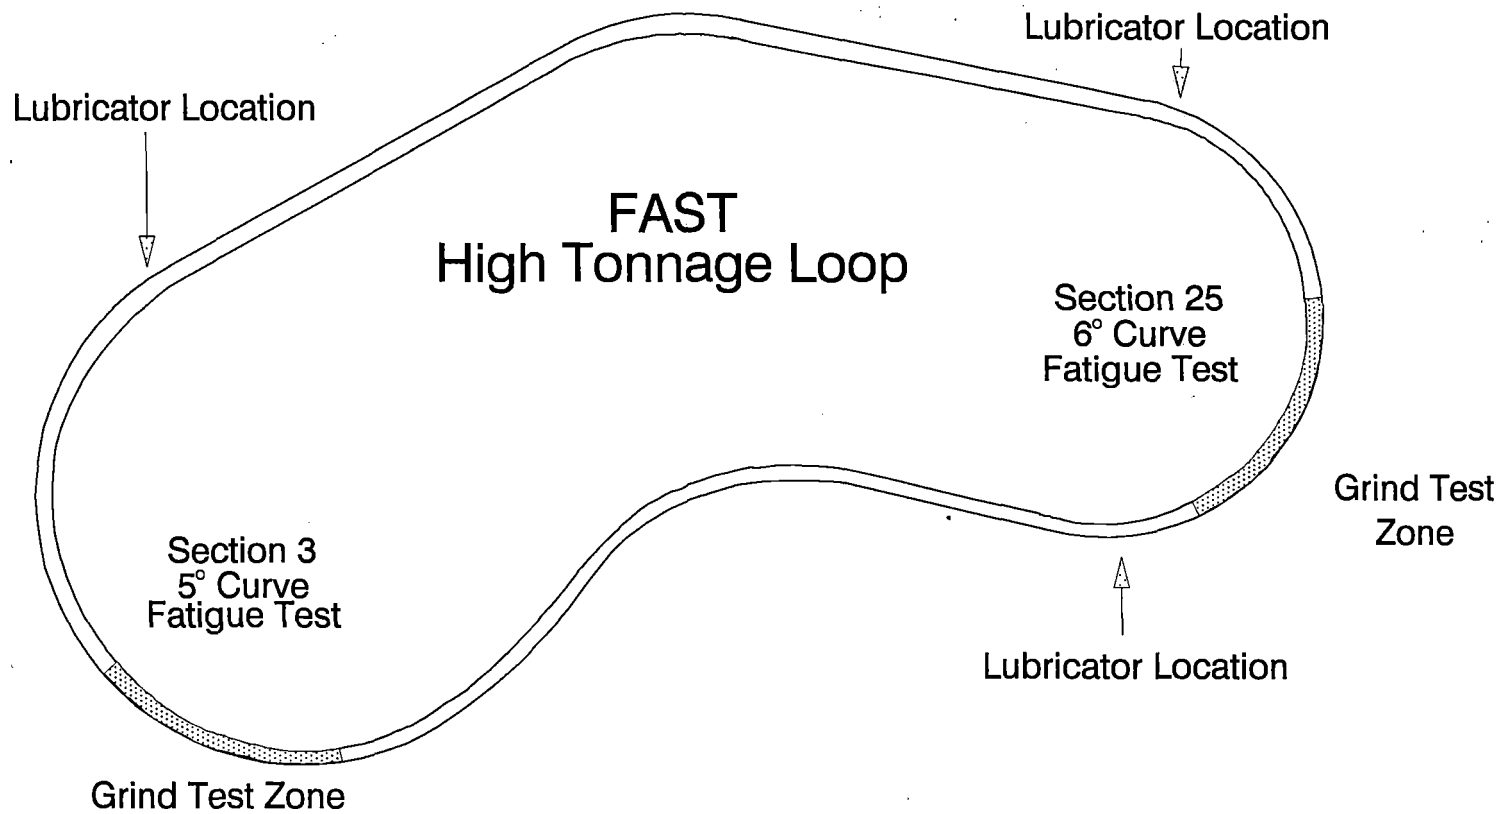 Lubricator Location
Lubricator Location
FAST
High Tonnage Loop
Section 25
6° Curve
Fatigue Test
Grind Test
Zone
Section 3
5° Curve
Fatigue Test
Lubricator Location
Grind Test Zone